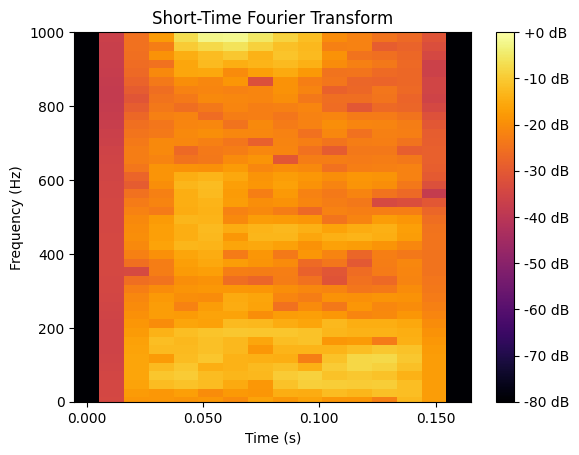 Short-Time Fourier Transform
Frequency (Hz)
1000
800
600
400
200
0
0.000
0.050
0.100
0.150
Time (s)
+0 dB
-10 dB
-20 dB
-30 dB
-40 dB
-50 dB
-60 dB
-70 dB
-80 dB